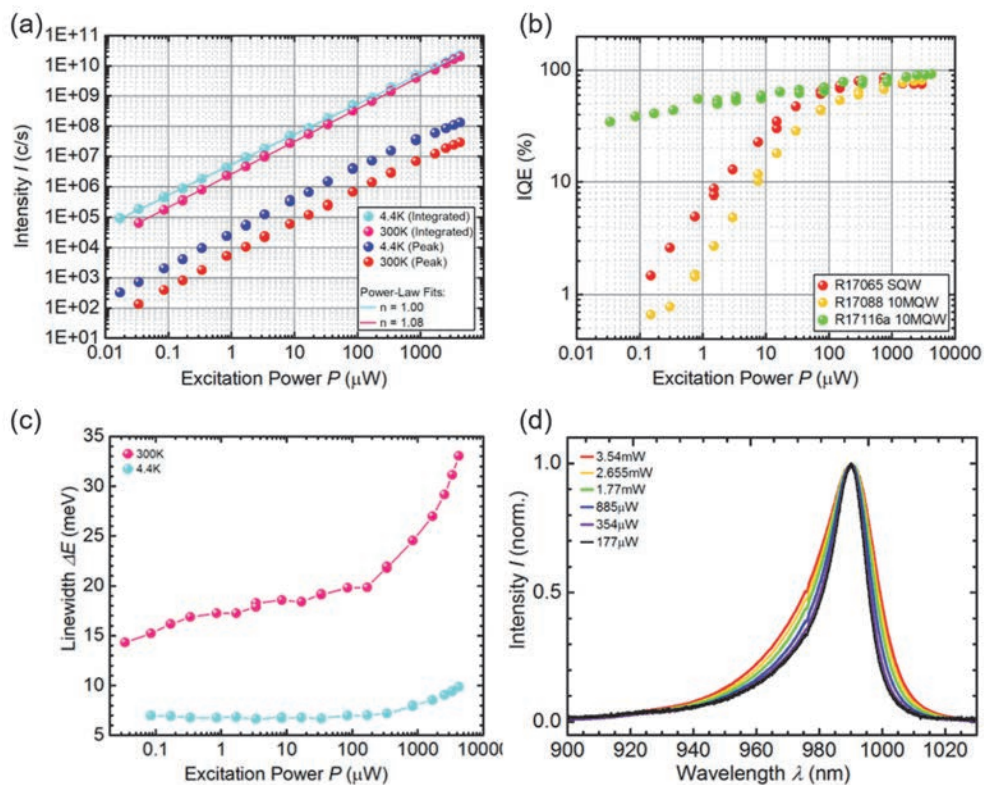 (a)
1E+11
1E+10
1E+09
1E+08
1E+07
1E+06
1E+05
1E+04
1E+03
1E+02
1E+01
Intensity I (c/s)
4.4K (Integrated)
300K (Integrated)
4.4K (Peak)
300K (Peak)
Power-Law Fits:
n = 1.00
n = 1.08
0.01 0.1 1 10 100 1000
Excitation Power P (μW)
(b)
100
10
1
IQE (%)
R17065 SQW
R17088 10MQW
R17116a 10MQW
0.01 0.1 1 10 100 1000 10000
Excitation Power P (μW)
(c)
35
30
25
20
15
10
5
Linewidth ΔE (meV)
300K
4.4K
0.1 1 10 100 1000 10000
Excitation Power P (μW)
(d)
1.0
0.5
0.0
Intensity I (norm.)
3.54mW
2.655mW
1.77mW
885μW
354μW
177μW
900 920 940 960 980 1000 1020
Wavelength λ (nm)